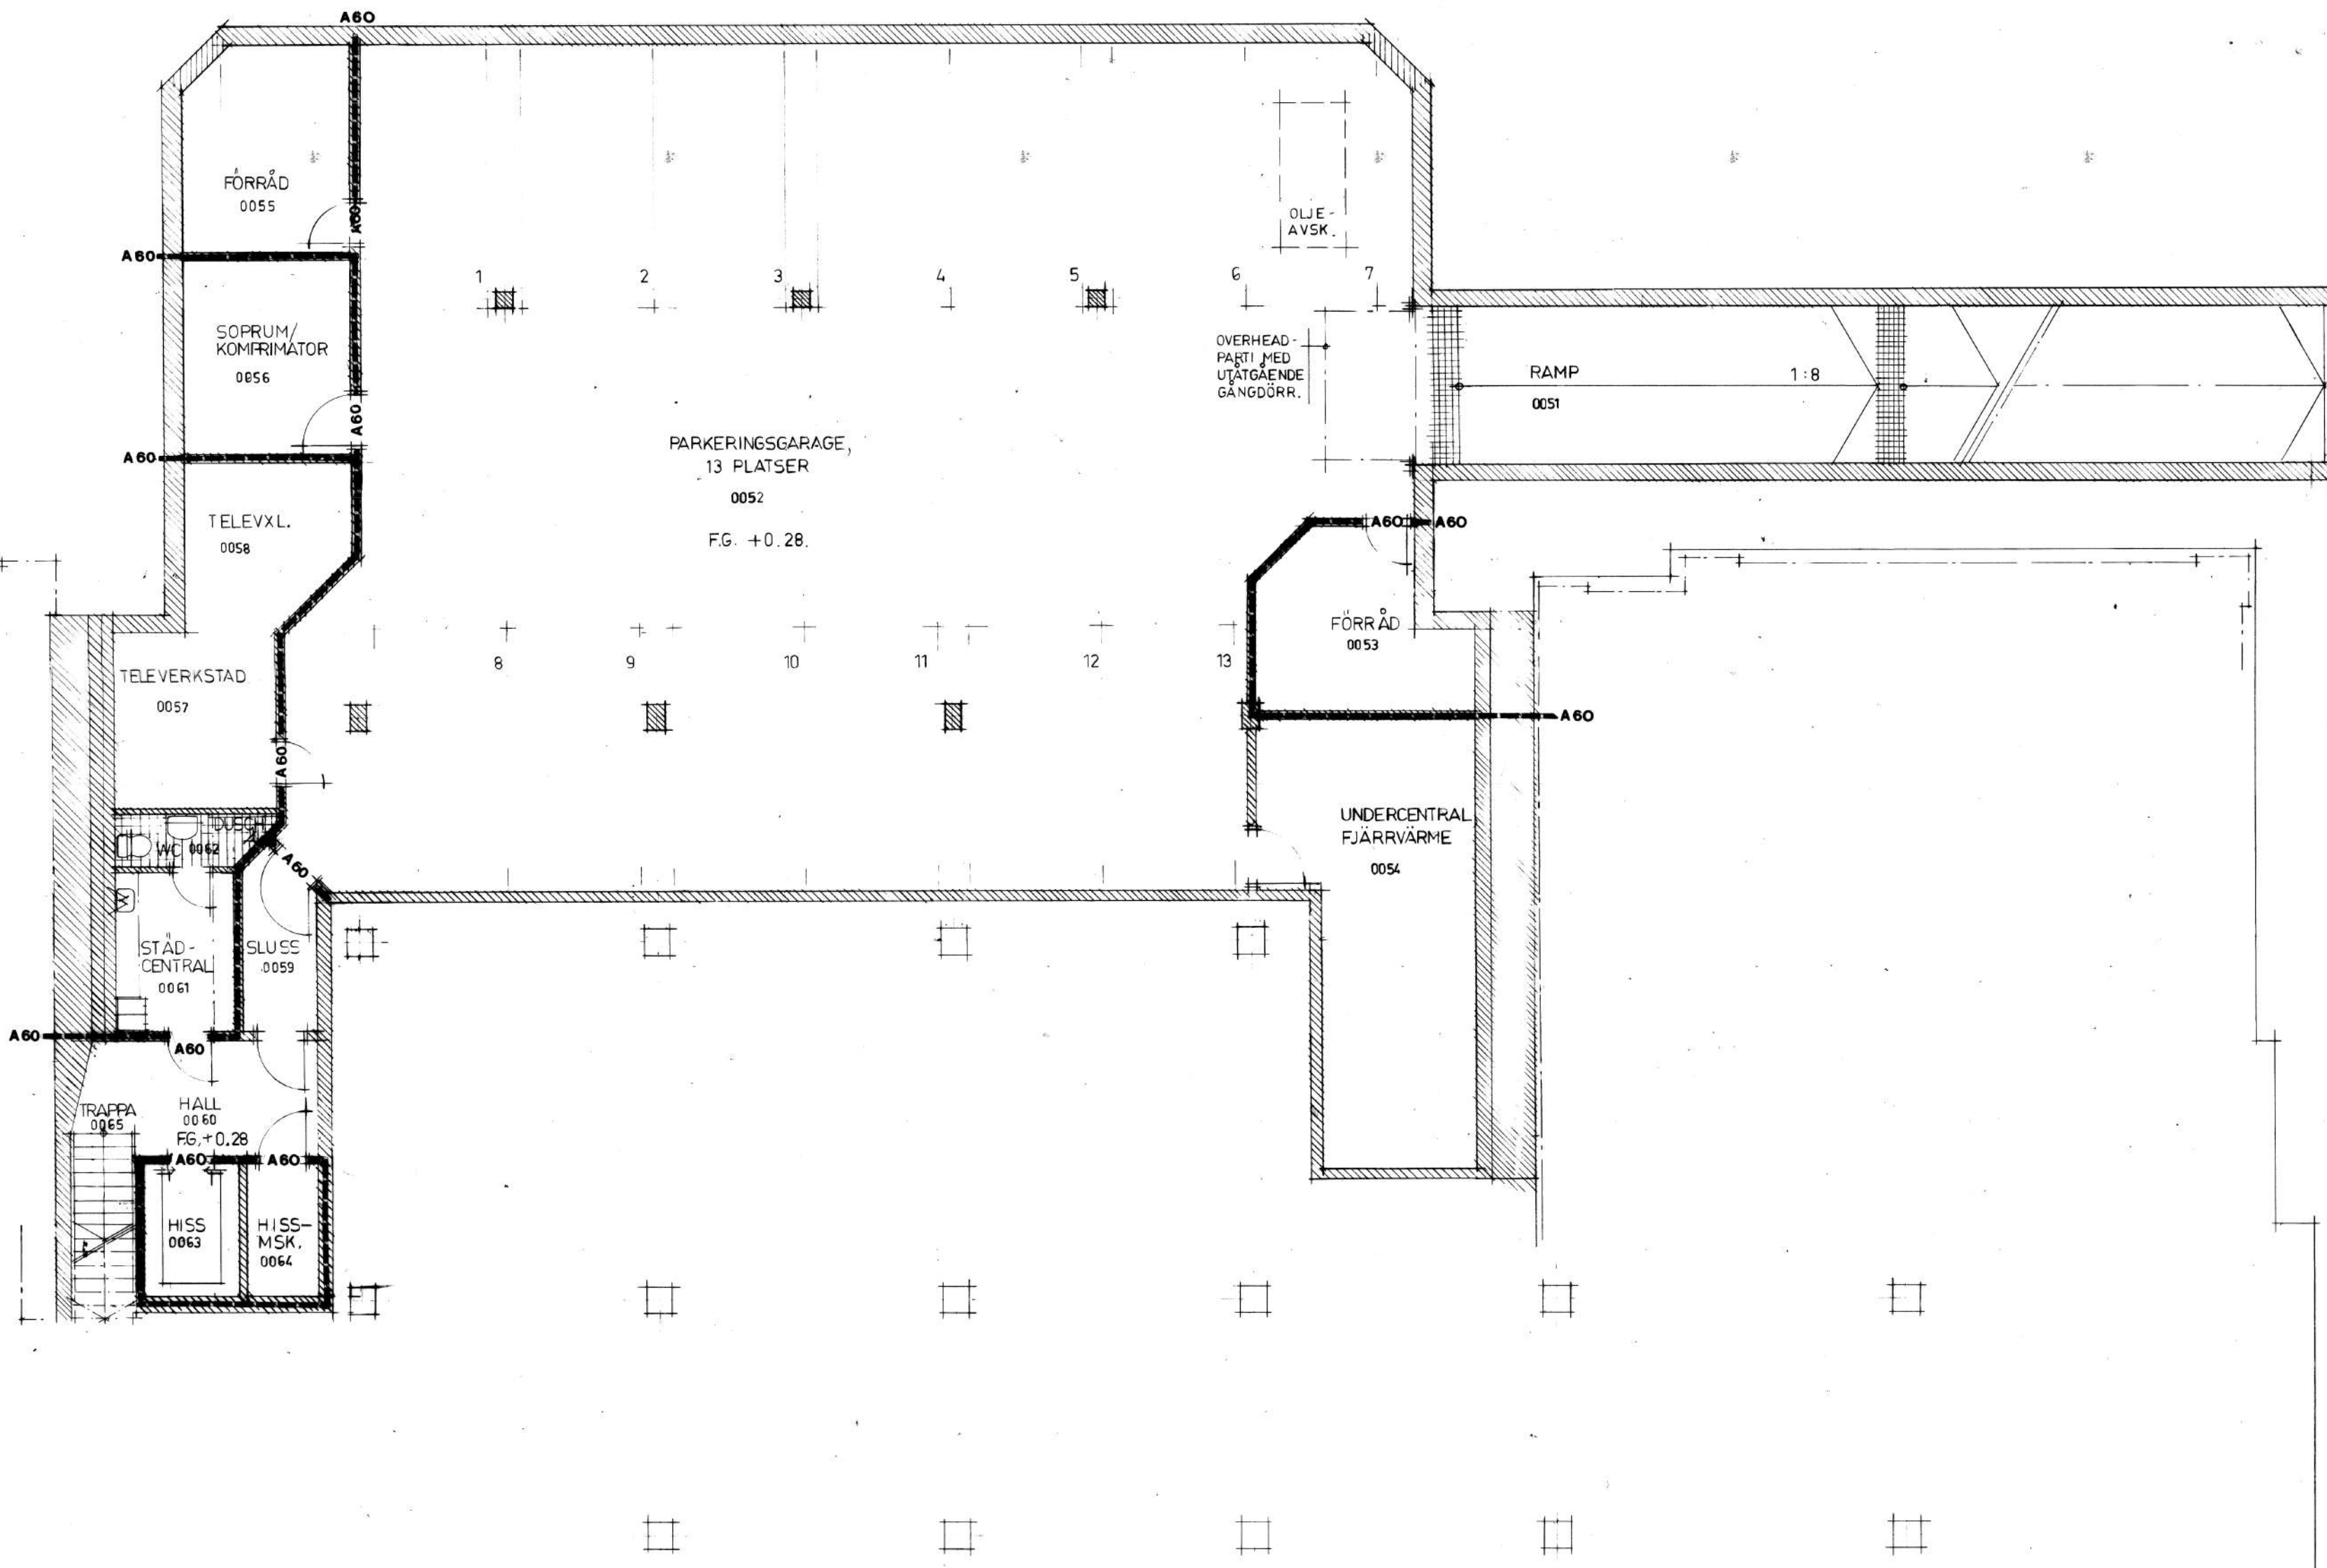 A60
FÖRRÅD
0055
A60
A60
OLJE-
AVSK.
1
2
3
4
5
6
7
SOPRUM/
KOMPRIMATOR
0056
A60
A60
OVERHEAD-
PARTI MED
UTÅTGÅENDE
GÅNGDÖRR.
RAMP
1:8
0051
PARKERINGSGARAGE,
13 PLATSER
0052
F.G. +0.28.
TELEVXL.
0058
A60
A60
FÖRRÅD
0053
TELEVERKSTAD
0057
8
9
10
11
12
13
A60
A60
DUSCH
WC 0062
A60
UNDERCENTRAL
FJÄRRVÄRME
0054
STÄD-
CENTRAL
0061
SLUSS
0059
A60
A60
TRAPPA
0065
HALL
0060
F.G.+0.28
A60
A60
HISS
0063
HISS-
MSK.
0064